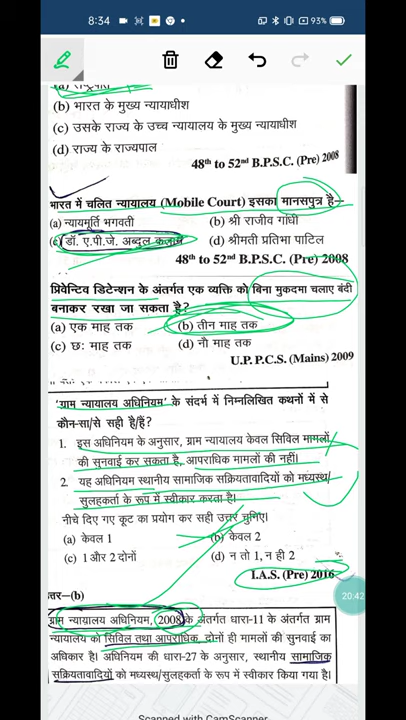 8:34
93%
(a) राष्ट्रपति
(b) भारत के मुख्य न्यायाधीश
(c) उसके राज्य के उच्च न्यायालय के मुख्य न्यायाधीश
(d) राज्य के राज्यपाल
48th to 52nd B.P.S.C. (Pre) 2008
भारत में चलित न्यायालय (Mobile Court) इसका मानसपुत्र है–
(a) न्यायमूर्ति भगवती (b) श्री राजीव गांधी
(c) डॉ. ए.पी.जे. अब्दुल कलाम (d) श्रीमती प्रतिभा पाटिल
48th to 52nd B.P.S.C. (Pre) 2008
प्रिवेन्टिव डिटेन्शन के अंतर्गत एक व्यक्ति को बिना मुकदमा चलाए बंदी
बनाकर रखा जा सकता है?
(a) एक माह तक (b) तीन माह तक
(c) छः माह तक (d) नौ माह तक
U.P.P.C.S. (Mains) 2009
'ग्राम न्यायालय अधिनियम' के संदर्भ में निम्नलिखित कथनों में से
कौन-सा/से सही है/हैं?
1. इस अधिनियम के अनुसार, ग्राम न्यायालय केवल सिविल मामलों
की सुनवाई कर सकता है, आपराधिक मामलों की नहीं।
2. यह अधिनियम स्थानीय सामाजिक सक्रियतावादियों को मध्यस्थ/
सुलहकर्ता के रूप में स्वीकार करता है।
नीचे दिए गए कूट का प्रयोग कर सही उत्तर चुनिए।
(a) केवल 1 (b) केवल 2
(c) 1 और 2 दोनों (d) न तो 1, न ही 2
I.A.S. (Pre) 2016
20:42
त्तर–(b)
ग्राम न्यायालय अधिनियम, 2008 के अंतर्गत धारा-11 के अंतर्गत ग्राम
न्यायालय को सिविल तथा आपराधिक, दोनों ही मामलों की सुनवाई का
अधिकार है। अधिनियम की धारा-27 के अनुसार, स्थानीय सामाजिक
सक्रियतावादियों को मध्यस्थ/सुलहकर्ता के रूप में स्वीकार किया गया है।
Scanned with CamScanner